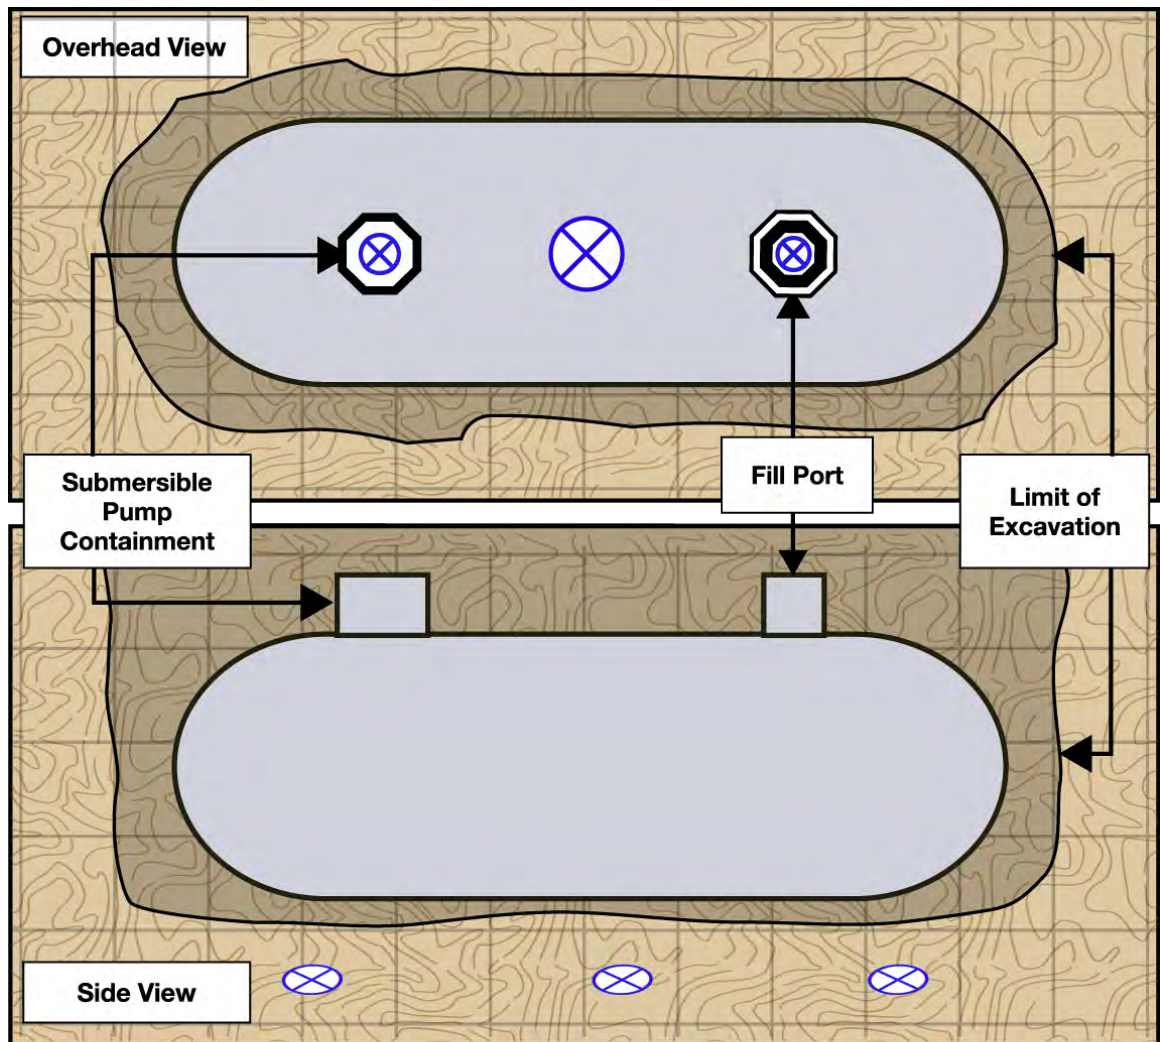 Overhead View
Submersible
Pump
Containment
Fill Port
Limit of
Excavation
Side View